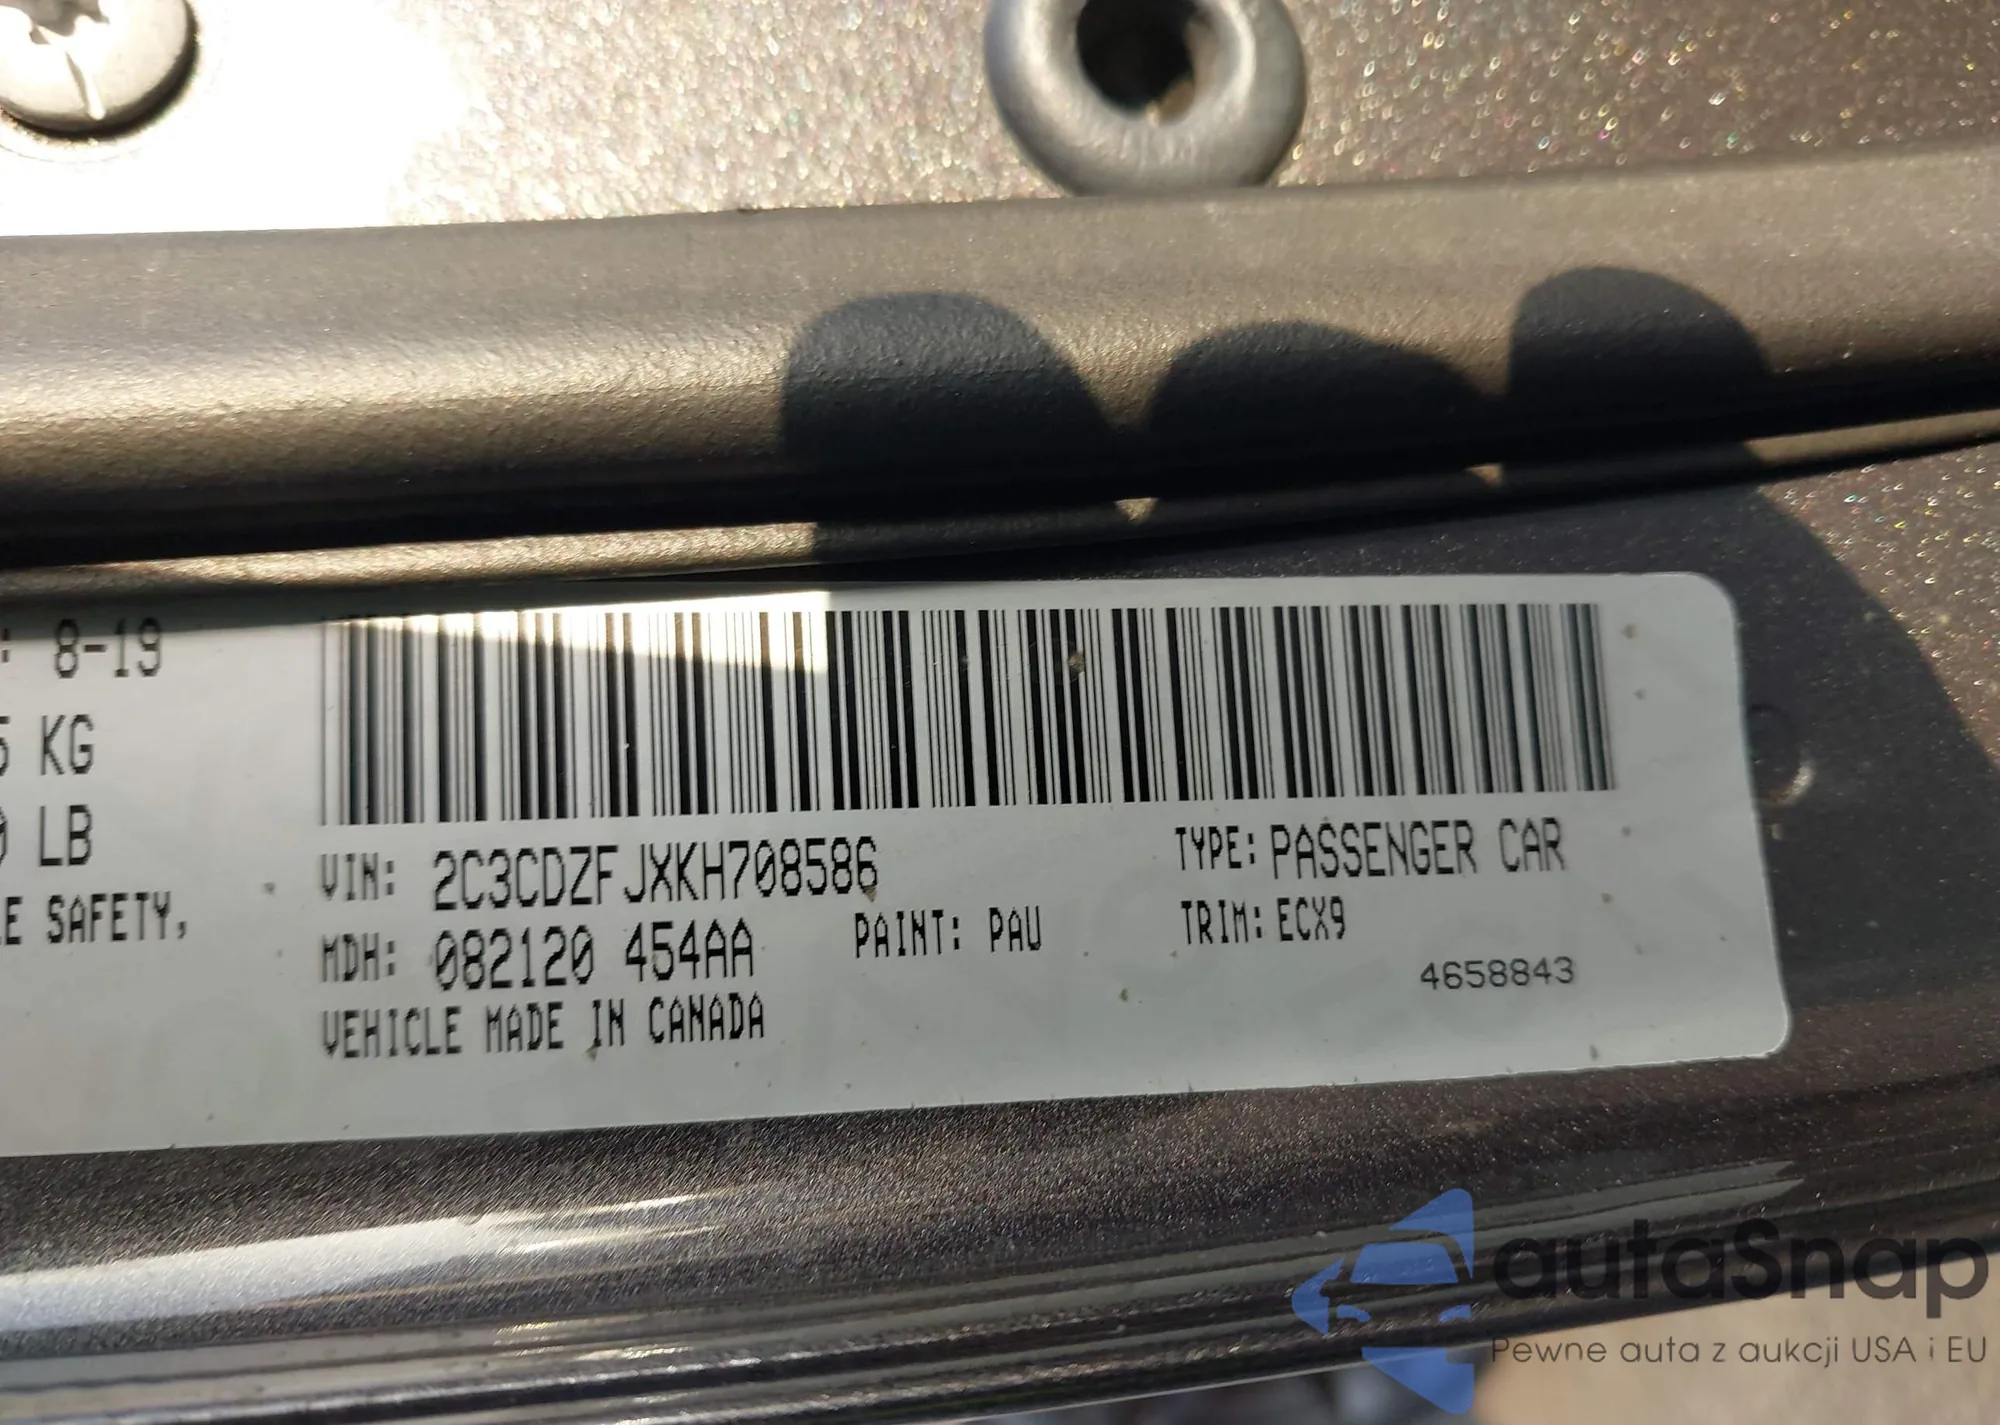 : 8-19
5 KG
0 LB
LE SAFETY,
VIN: 2C3CDZFJXKH708586
TYPE: PASSENGER CAR
MDH: 082120 454AA
PAINT: PAU
TRIM: ECX9
4658843
VEHICLE MADE IN CANADA
autaSnap
Pewne auta z aukcji USA i EU